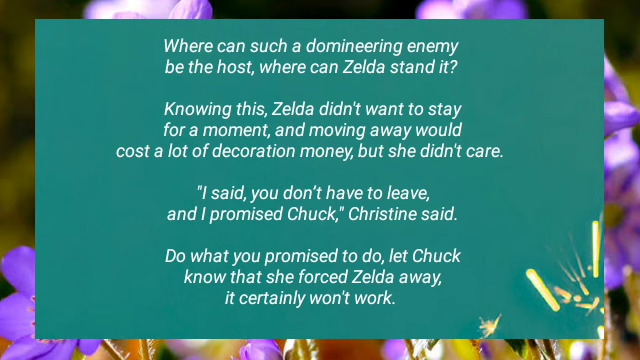 Where can such a domineering enemy
be the host, where can Zelda stand it?
Knowing this, Zelda didn't want to stay
for a moment, and moving away would
cost a lot of decoration money, but she didn't care.
"I said, you don’t have to leave,
and I promised Chuck," Christine said.
Do what you promised to do, let Chuck
know that she forced Zelda away,
it certainly won't work.